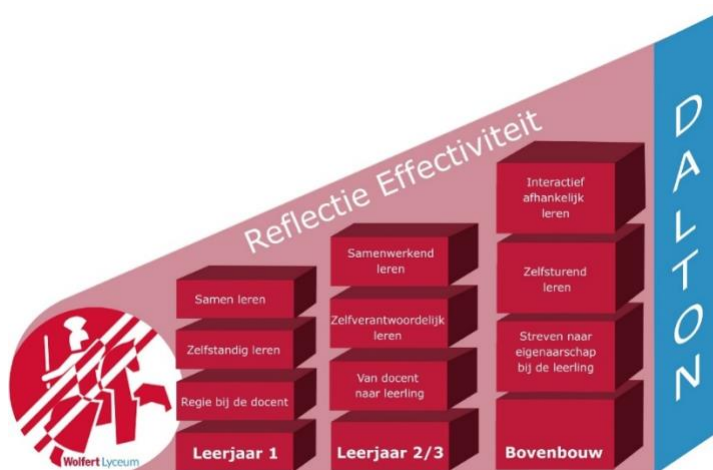 Reflectie Effectiviteit
DALTON
Samen leren
Zelfstandig leren
Regie bij de docent
Leerjaar 1
Samenwerkend
leren
Zelfverantwoordelijk
leren
Van docent
naar leerling
Leerjaar 2/3
Interactief
afhankelijk
leren
Zelfsturend
leren
Streven naar
eigenaarschap
bij de leerling
Bovenbouw
Wolfert Lyceum